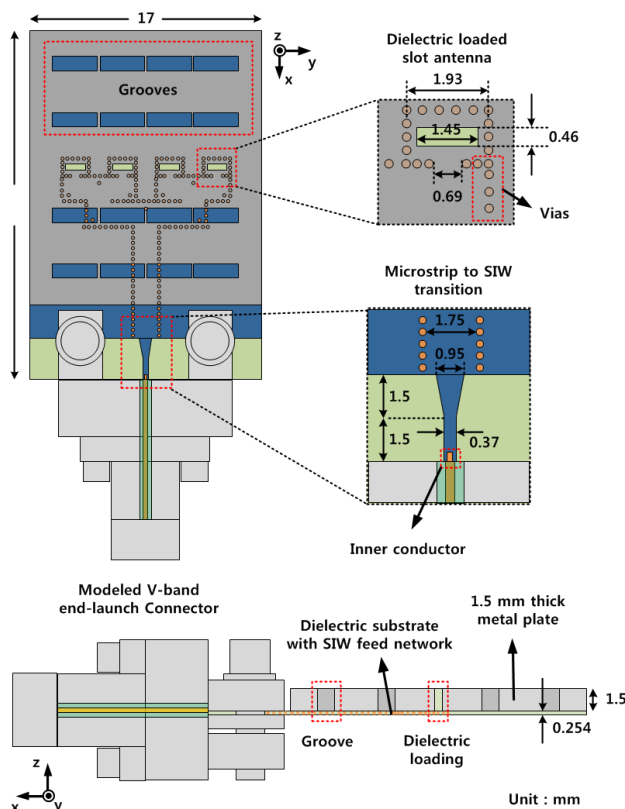 17
z
y
x
Grooves
Dielectric loaded
slot antenna
1.93
1.45
0.46
0.69
Vias
Microstrip to SIW
transition
1.75
0.95
1.5
1.5
0.37
Inner conductor
Modeled V-band
end-launch Connector
Dielectric substrate
with SIW feed network
1.5 mm thick
metal plate
1.5
0.254
Groove
Dielectric
loading
z
x
y
Unit : mm